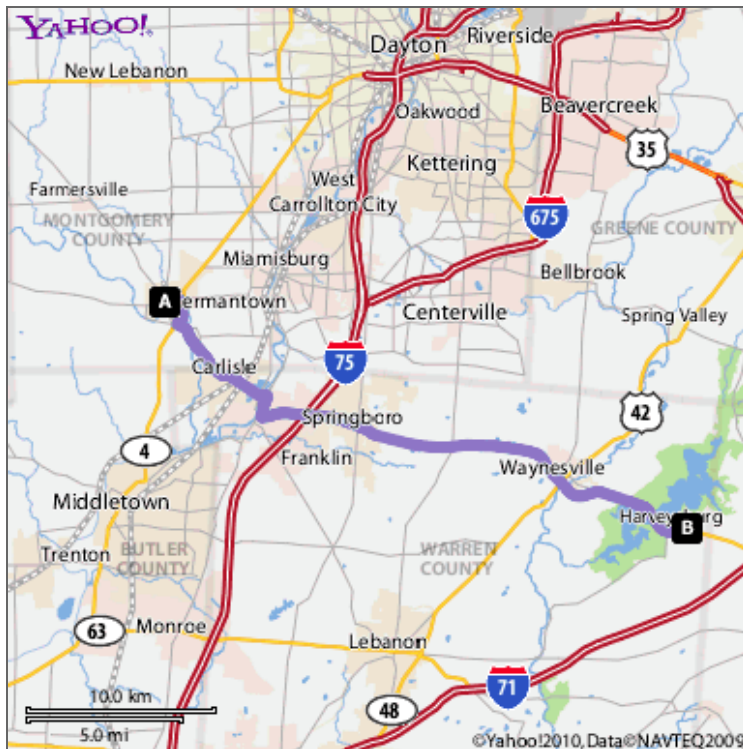 YAHOO!
Dayton
Riverside
New Lebanon
Oakwood
Beavercreek
35
Kettering
Farmersville
West
Carrollton City
MONTGOMERY
COUNTY
675
GREENE COUNTY
Miamisburg
Bellbrook
A
ermantown
Centerville
Spring Valley
75
Carlisle
Springboro
42
4
Franklin
Waynesville
Middletown
Harveysburg
B
Trenton
BUTLER
COUNTY
WARREN
COUNTY
63
Monroe
Lebanon
71
10.0 km
5.0 mi
48
©Yahoo!2010, Data©NAVTEQ2009